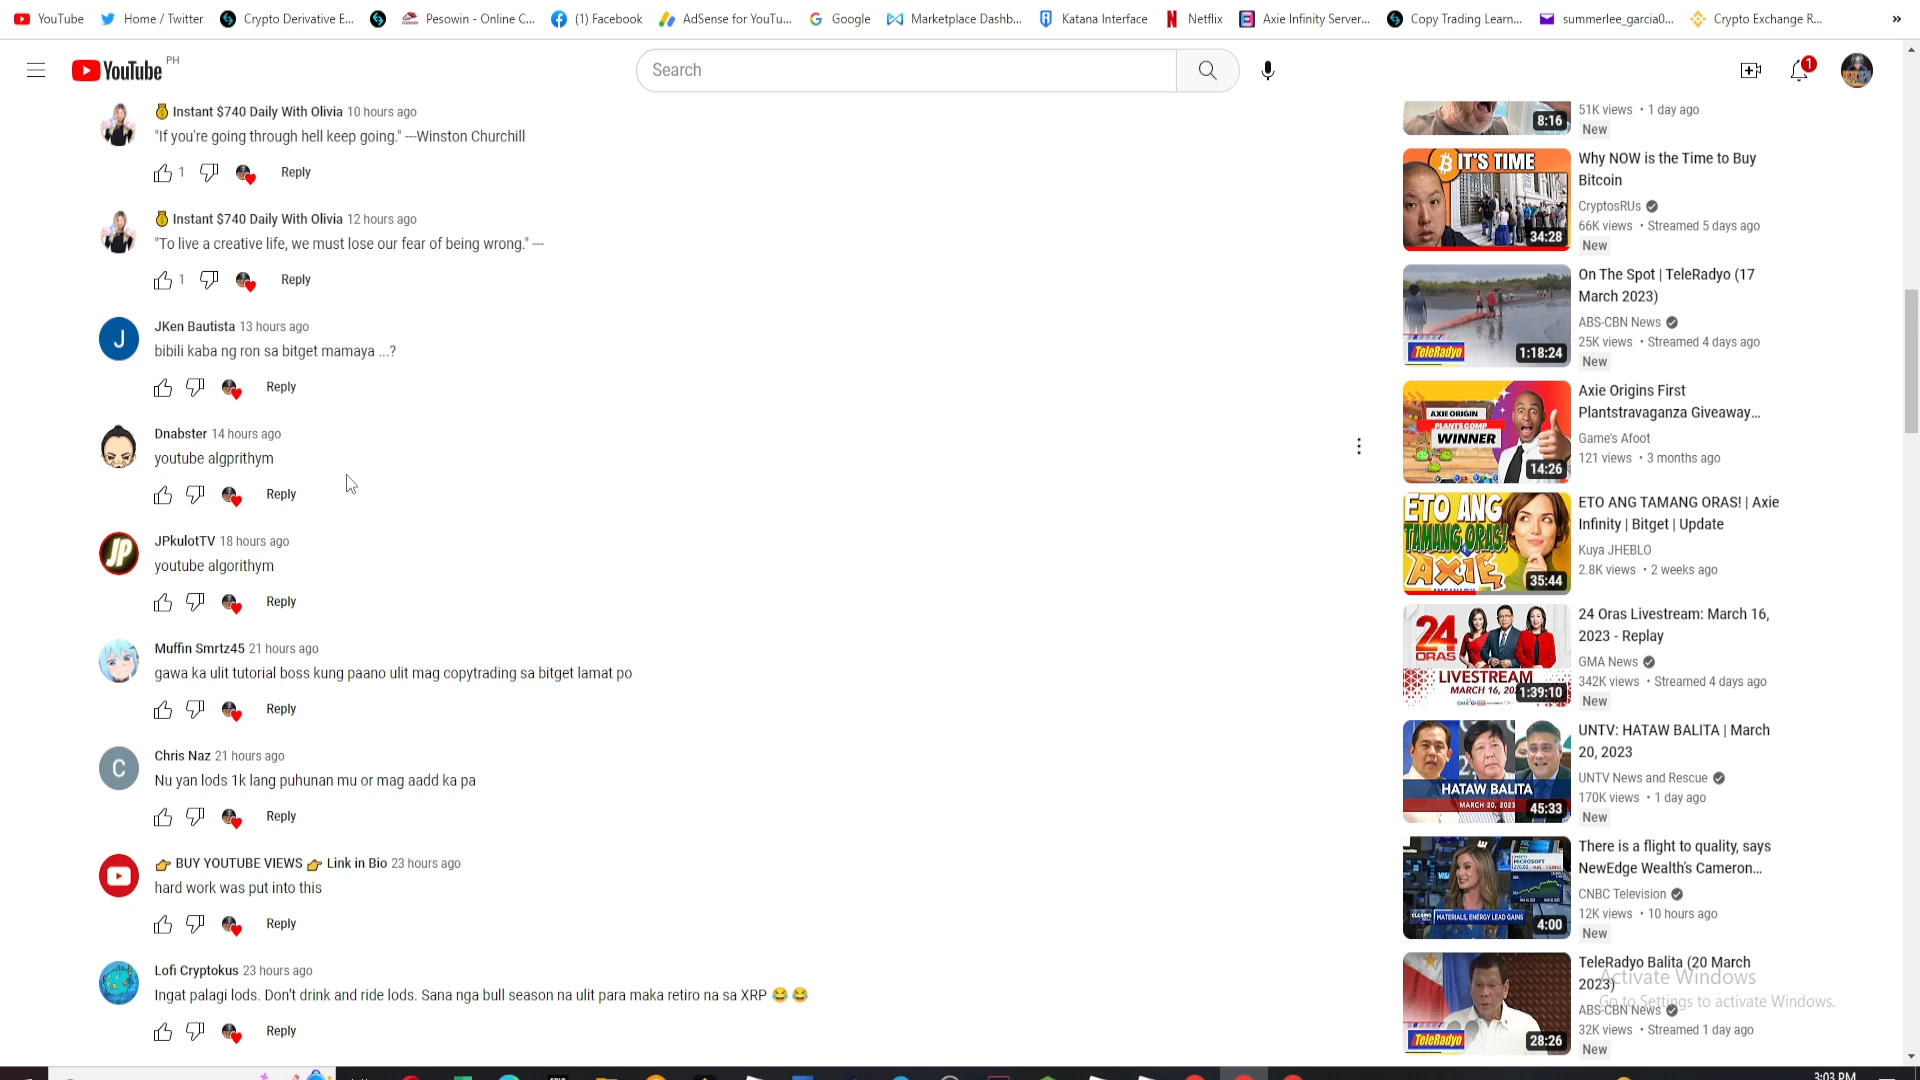 YouTube
Home / Twitter
Crypto Derivative E...
Pesowin - Online C...
(1) Facebook
AdSense for YouTu...
Google
Marketplace Dashb...
Katana Interface
Netflix
Axie Infinity Server...
Copy Trading Learn...
summerlee_garcia0...
Crypto Exchange R...
»
YouTube PH
Search
1
Instant $740 Daily With Olivia 10 hours ago
"If you're going through hell keep going." —Winston Churchill
1 Reply
Instant $740 Daily With Olivia 12 hours ago
"To live a creative life, we must lose our fear of being wrong." —
1 Reply
J
JKen Bautista 13 hours ago
bibili kaba ng ron sa bitget mamaya ...?
Reply
Dnabster 14 hours ago
youtube algprithym
Reply
JP
JPkulotTV 18 hours ago
youtube algorithym
Reply
Muffin Smrtz45 21 hours ago
gawa ka ulit tutorial boss kung paano ulit mag copytrading sa bitget lamat po
Reply
C
Chris Naz 21 hours ago
Nu yan lods 1k lang puhunan mu or mag aadd ka pa
Reply
👉 BUY YOUTUBE VIEWS 👉 Link in Bio 23 hours ago
hard work was put into this
Reply
Lofi Cryptokus 23 hours ago
Ingat palagi lods. Don't drink and ride lods. Sana nga bull season na ulit para maka retiro na sa XRP 😂 😂
Reply
8:16
51K views • 1 day ago
New
IT'S TIME
34:28
Why NOW is the Time to Buy
Bitcoin
CryptosRUs
66K views • Streamed 5 days ago
New
TeleRadyo
1:18:24
On The Spot | TeleRadyo (17
March 2023)
ABS-CBN News
25K views • Streamed 4 days ago
New
AXIE ORIGIN
PLANTS COMP
WINNER
14:26
Axie Origins First
Plantstravaganza Giveaway...
Game's Afoot
121 views • 3 months ago
ETO ANG
TAMANG ORAS!
AXIE
35:44
ETO ANG TAMANG ORAS! | Axie
Infinity | Bitget | Update
Kuya JHEBLO
2.8K views • 2 weeks ago
24
ORAS
LIVESTREAM
MARCH 16,
1:39:10
24 Oras Livestream: March 16,
2023 - Replay
GMA News
342K views • Streamed 4 days ago
New
HATAW BALITA
MARCH 20, 2023
45:33
UNTV: HATAW BALITA | March
20, 2023
UNTV News and Rescue
170K views • 1 day ago
New
MICROSOFT
MATERIALS, ENERGY LEAD GAINS
4:00
There is a flight to quality, says
NewEdge Wealth's Cameron...
CNBC Television
12K views • 10 hours ago
New
TeleRadyo
28:26
TeleRadyo Balita (20 March
2023)
ABS-CBN News
32K views • Streamed 1 day ago
New
Activate Windows
Go to Settings to activate Windows.
3:03 PM